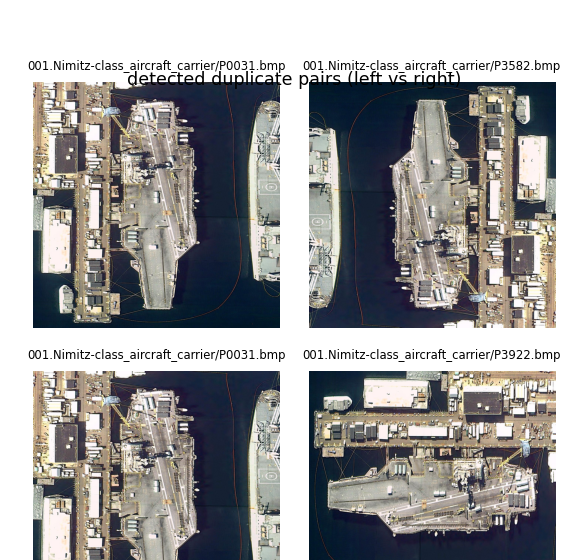 001.Nimitz-class_aircraft_carrier/P0031.bmp 001.Nimitz-class_aircraft_carrier/P3582.bmp
detected duplicate pairs (left vs right)
001.Nimitz-class_aircraft_carrier/P0031.bmp 001.Nimitz-class_aircraft_carrier/P3922.bmp